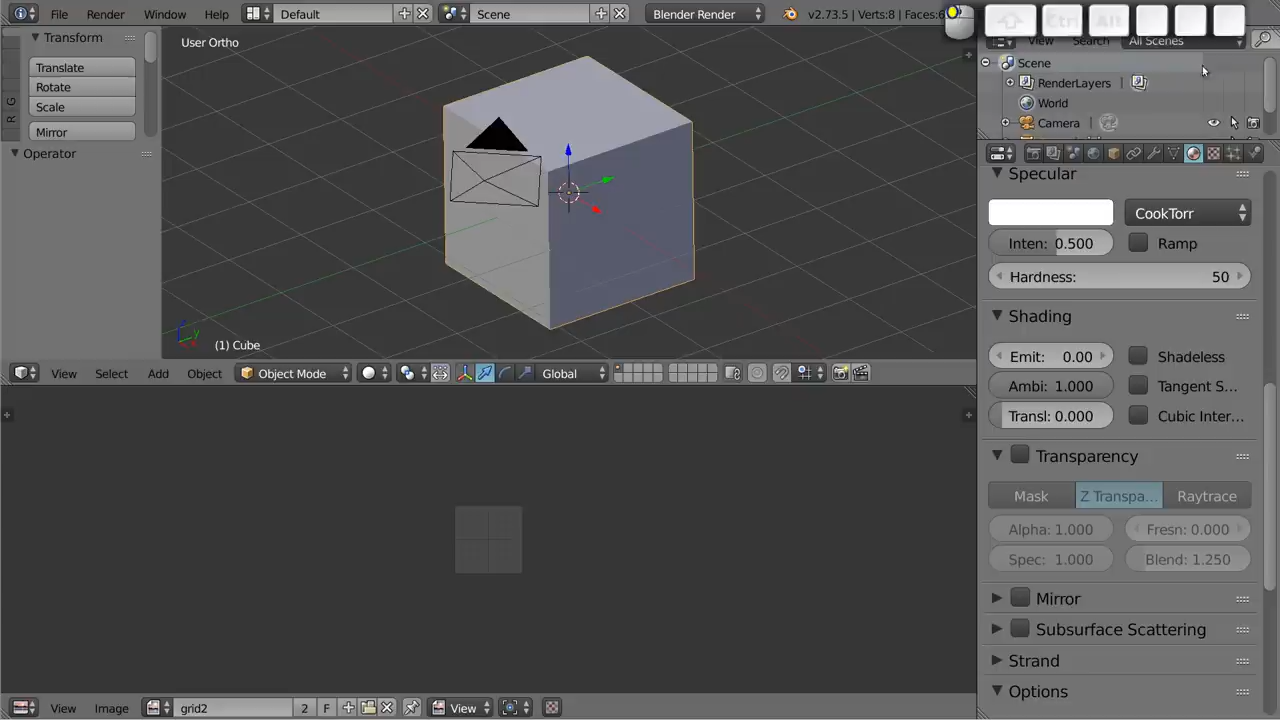 File Render Window Help Default Scene Blender Render v2.73.5 | Verts:8 | Faces:6
Ctrl Alt
View Search All Scenes
Transform
Translate
Rotate
Scale
Mirror
Operator
R G
User Ortho
(1) Cube
Scene
RenderLayers
World
Camera
Specular
CookTorr
Inten: 0.500 Ramp
Hardness: 50
Shading
Emit: 0.00 Shadeless
Ambi: 1.000 Tangent S...
Transl: 0.000 Cubic Inter...
Transparency
Mask Z Transpa... Raytrace
Alpha: 1.000 Fresn: 0.000
Spec: 1.000 Blend: 1.250
Mirror
Subsurface Scattering
Strand
Options
View Select Add Object Object Mode Global
View Image grid2 2 F View